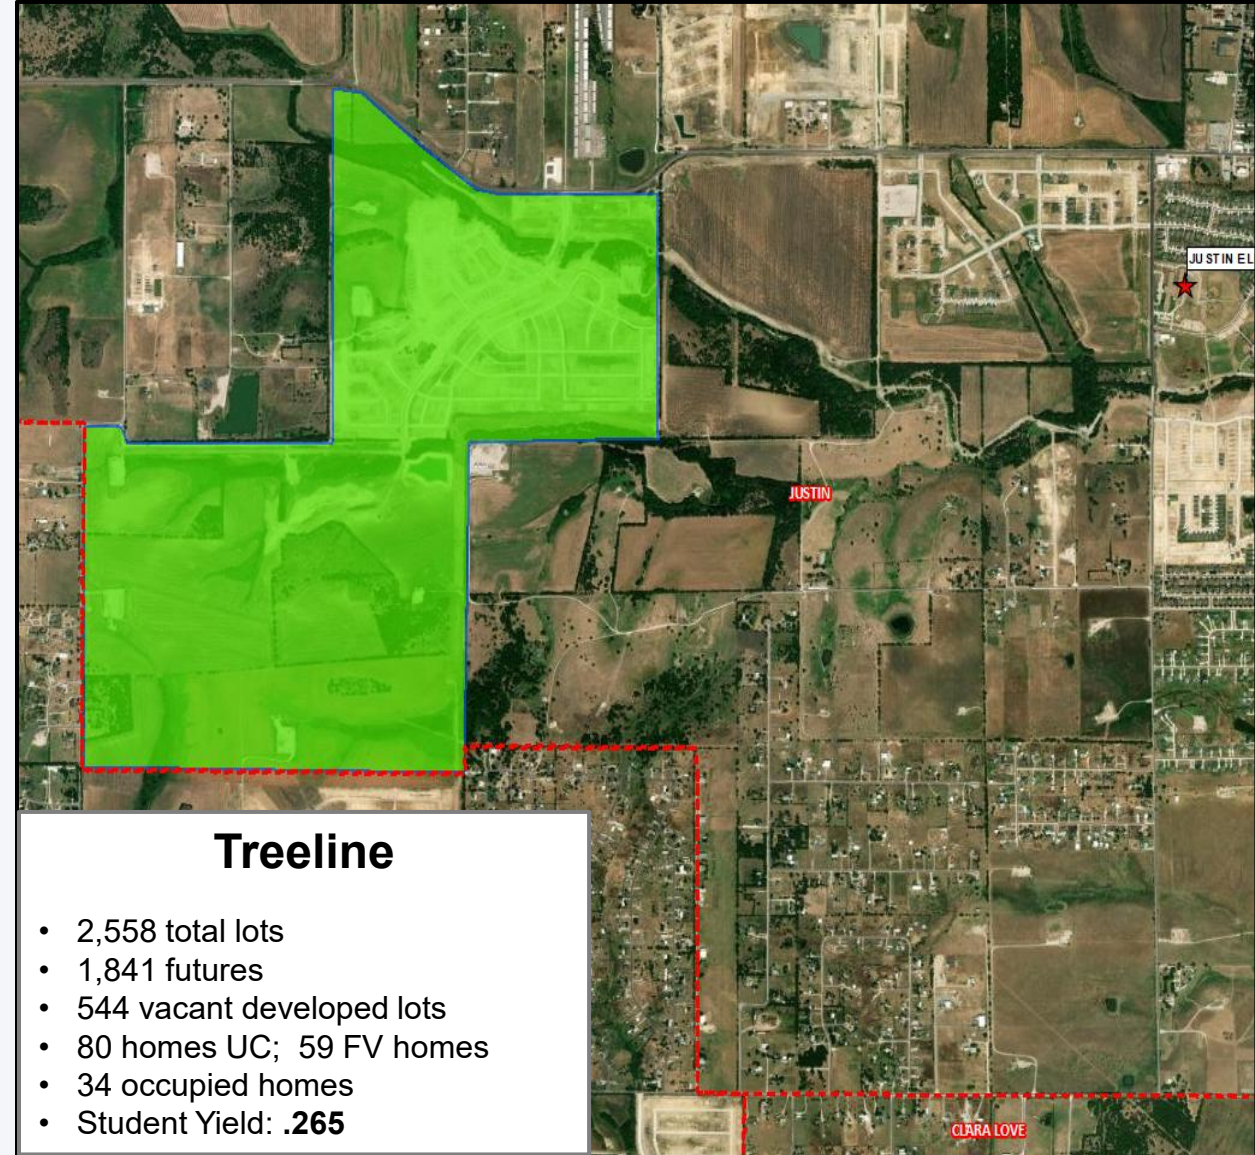 JUSTIN EL
JUSTIN
Treeline
• 2,558 total lots
• 1,841 futures
• 544 vacant developed lots
• 80 homes UC; 59 FV homes
• 34 occupied homes
• Student Yield: .265
CLARA LOVE